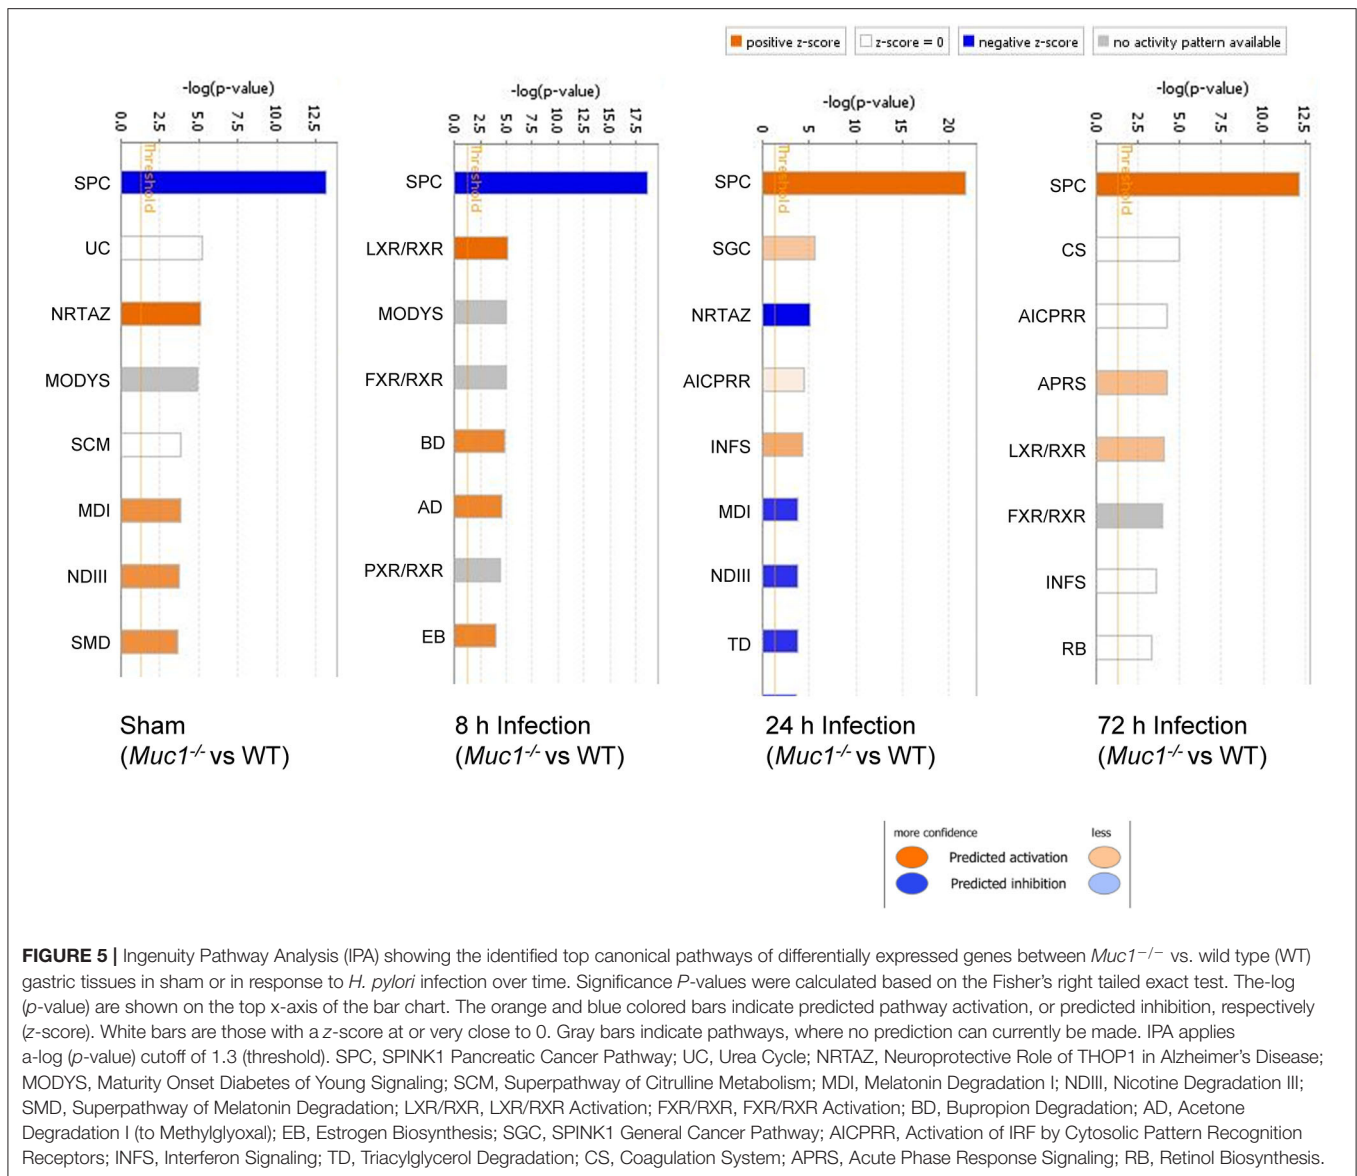 positive z-score z-score = 0 negative z-score no activity pattern available
-log(p-value)
0.0 2.5 5.0 7.5 10.0 12.5
Threshold
SPC
UC
NRTAZ
MODYS
SCM
MDI
NDIII
SMD
Sham
(Muc1-/- vs WT)
-log(p-value)
0.0 2.5 5.0 7.5 10.0 12.5 15.0 17.5
Threshold
SPC
LXR/RXR
MODYS
FXR/RXR
BD
AD
PXR/RXR
EB
8 h Infection
(Muc1-/- vs WT)
-log(p-value)
0 5 10 15 20
Threshold
SPC
SGC
NRTAZ
AICPRR
INFS
MDI
NDIII
TD
24 h Infection
(Muc1-/- vs WT)
-log(p-value)
0.0 2.5 5.0 7.5 10.0 12.5
Threshold
SPC
CS
AICPRR
APRS
LXR/RXR
FXR/RXR
INFS
RB
72 h Infection
(Muc1-/- vs WT)
more confidence less
Predicted activation
Predicted inhibition
FIGURE 5 | Ingenuity Pathway Analysis (IPA) showing the identified top canonical pathways of differentially expressed genes between Muc1−/− vs. wild type (WT)
gastric tissues in sham or in response to H. pylori infection over time. Significance P-values were calculated based on the Fisher's right tailed exact test. The-log
(p-value) are shown on the top x-axis of the bar chart. The orange and blue colored bars indicate predicted pathway activation, or predicted inhibition, respectively
(z-score). White bars are those with a z-score at or very close to 0. Gray bars indicate pathways, where no prediction can currently be made. IPA applies
a-log (p-value) cutoff of 1.3 (threshold). SPC, SPINK1 Pancreatic Cancer Pathway; UC, Urea Cycle; NRTAZ, Neuroprotective Role of THOP1 in Alzheimer's Disease;
MODYS, Maturity Onset Diabetes of Young Signaling; SCM, Superpathway of Citrulline Metabolism; MDI, Melatonin Degradation I; NDIII, Nicotine Degradation III;
SMD, Superpathway of Melatonin Degradation; LXR/RXR, LXR/RXR Activation; FXR/RXR, FXR/RXR Activation; BD, Bupropion Degradation; AD, Acetone
Degradation I (to Methylglyoxal); EB, Estrogen Biosynthesis; SGC, SPINK1 General Cancer Pathway; AICPRR, Activation of IRF by Cytosolic Pattern Recognition
Receptors; INFS, Interferon Signaling; TD, Triacylglycerol Degradation; CS, Coagulation System; APRS, Acute Phase Response Signaling; RB, Retinol Biosynthesis.